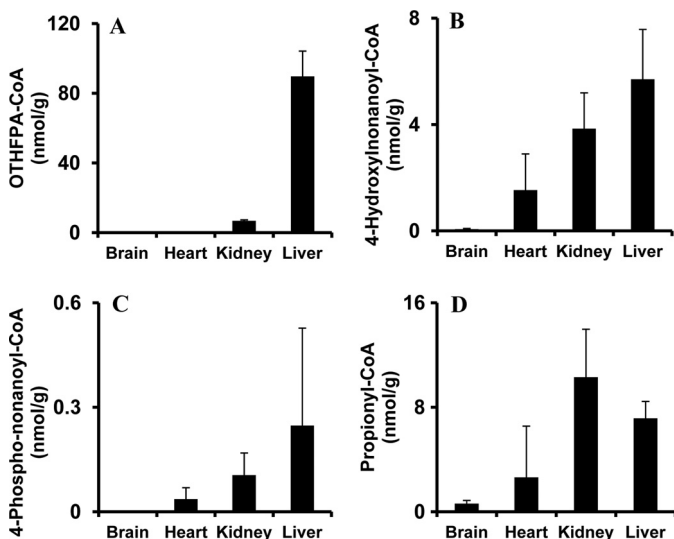 A
OTHFPA-CoA
(nmol/g)
120
80
40
0
Brain Heart Kidney Liver
B
4-Hydroxylnonanoyl-CoA
(nmol/g)
8
4
0
Brain Heart Kidney Liver
C
4-Phospho-nonanoyl-CoA
(nmol/g)
0.6
0.3
0
Brain Heart Kidney Liver
D
Propionyl-CoA
(nmol/g)
16
8
0
Brain Heart Kidney Liver